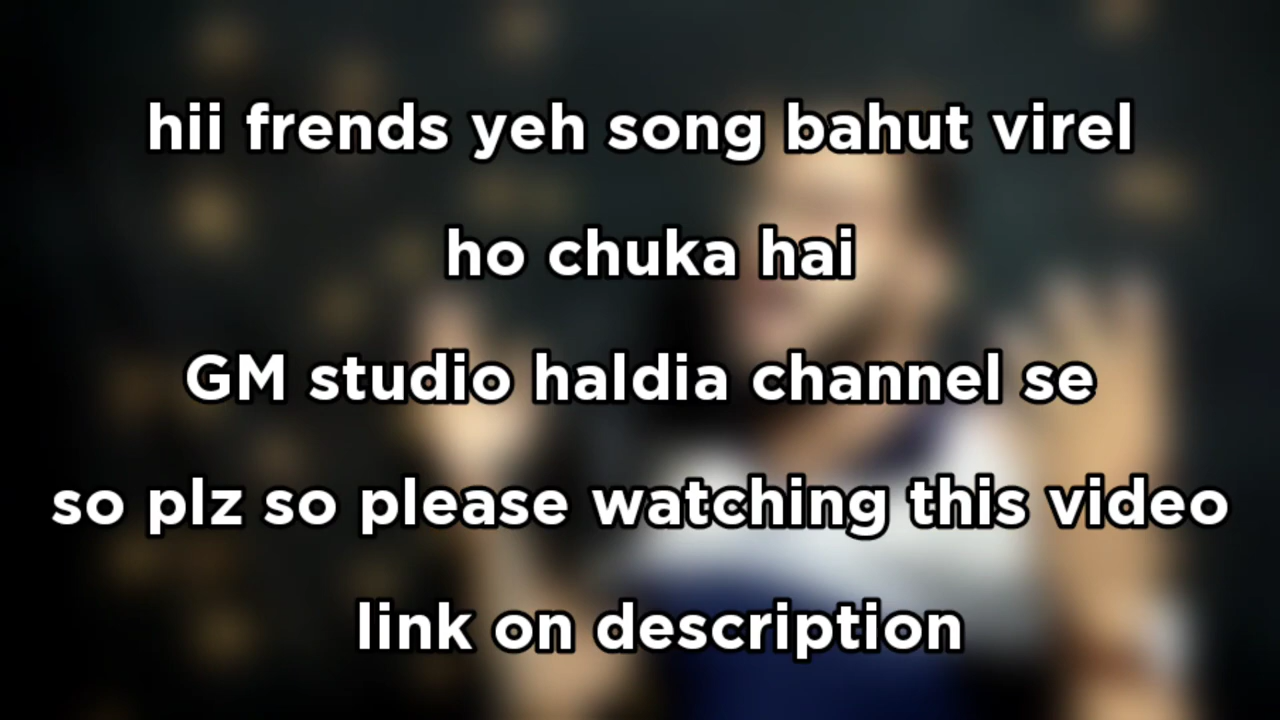 hii frends yeh song bahut virel
ho chuka hai
GM studio haldia channel se
so plz so please watching this video
link on description